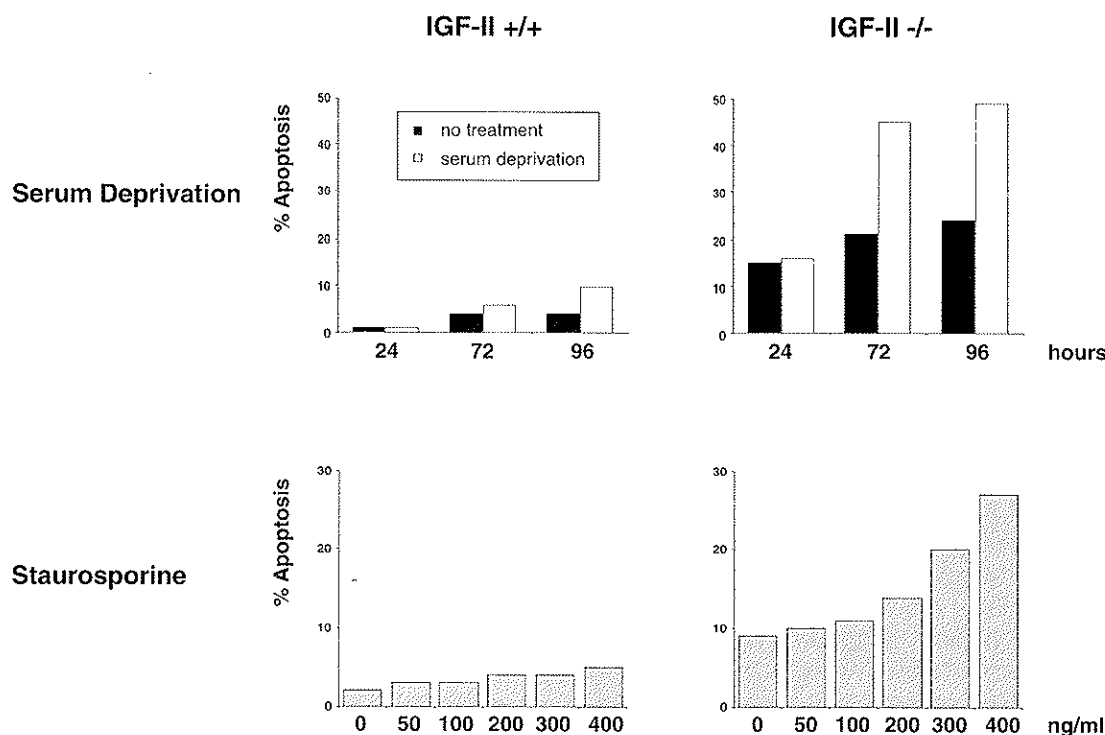 IGF-II +/+
IGF-II -/-
Serum Deprivation
% Apoptosis
50
40
30
20
10
0
no treatment
serum deprivation
24 72 96
50
40
30
20
10
0
24 72 96 hours
Staurosporine
% Apoptosis
30
20
10
0
0 50 100 200 300 400
30
20
10
0
0 50 100 200 300 400 ng/ml